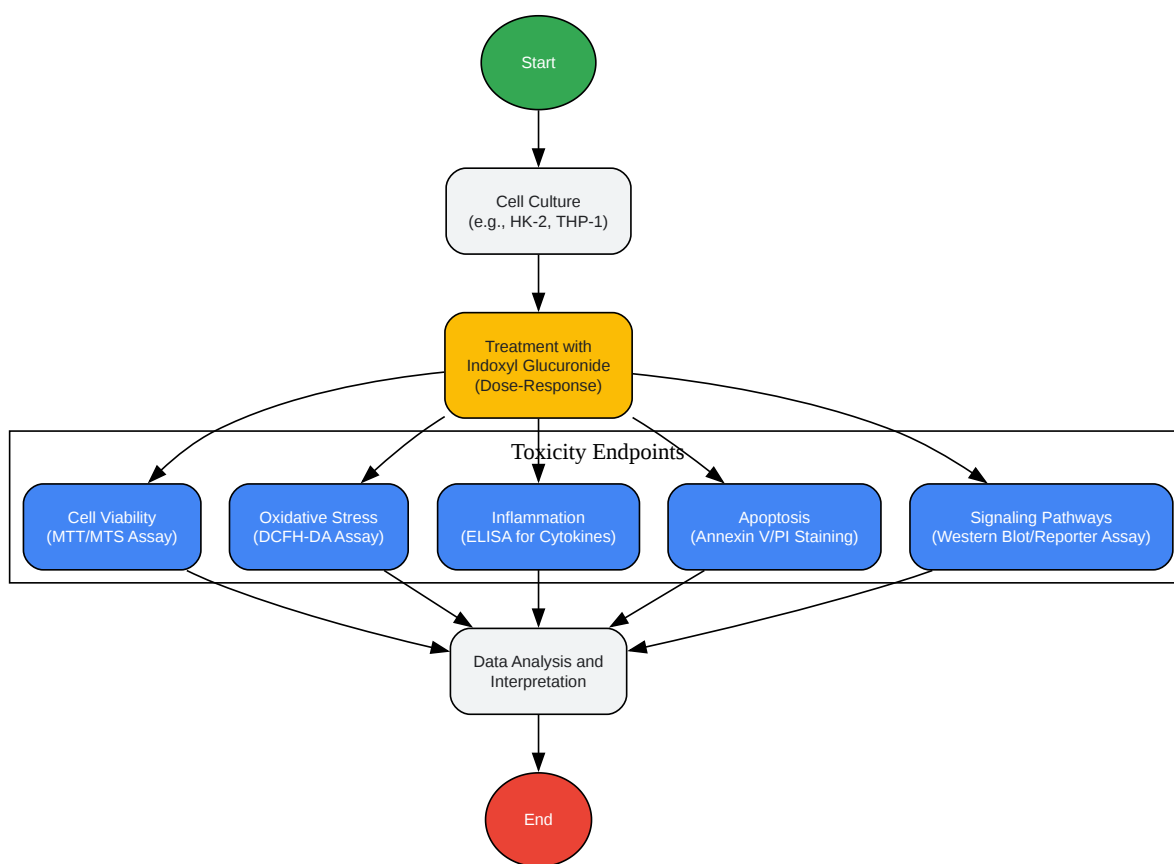 Start
Cell Culture
(e.g., HK-2, THP-1)
Treatment with
Indoxyl Glucuronide
(Dose-Response)
Toxicity Endpoints
Cell Viability
(MTT/MTS Assay)
Oxidative Stress
(DCFH-DA Assay)
Inflammation
(ELISA for Cytokines)
Apoptosis
(Annexin V/PI Staining)
Signaling Pathways
(Western Blot/Reporter Assay)
Data Analysis and
Interpretation
End